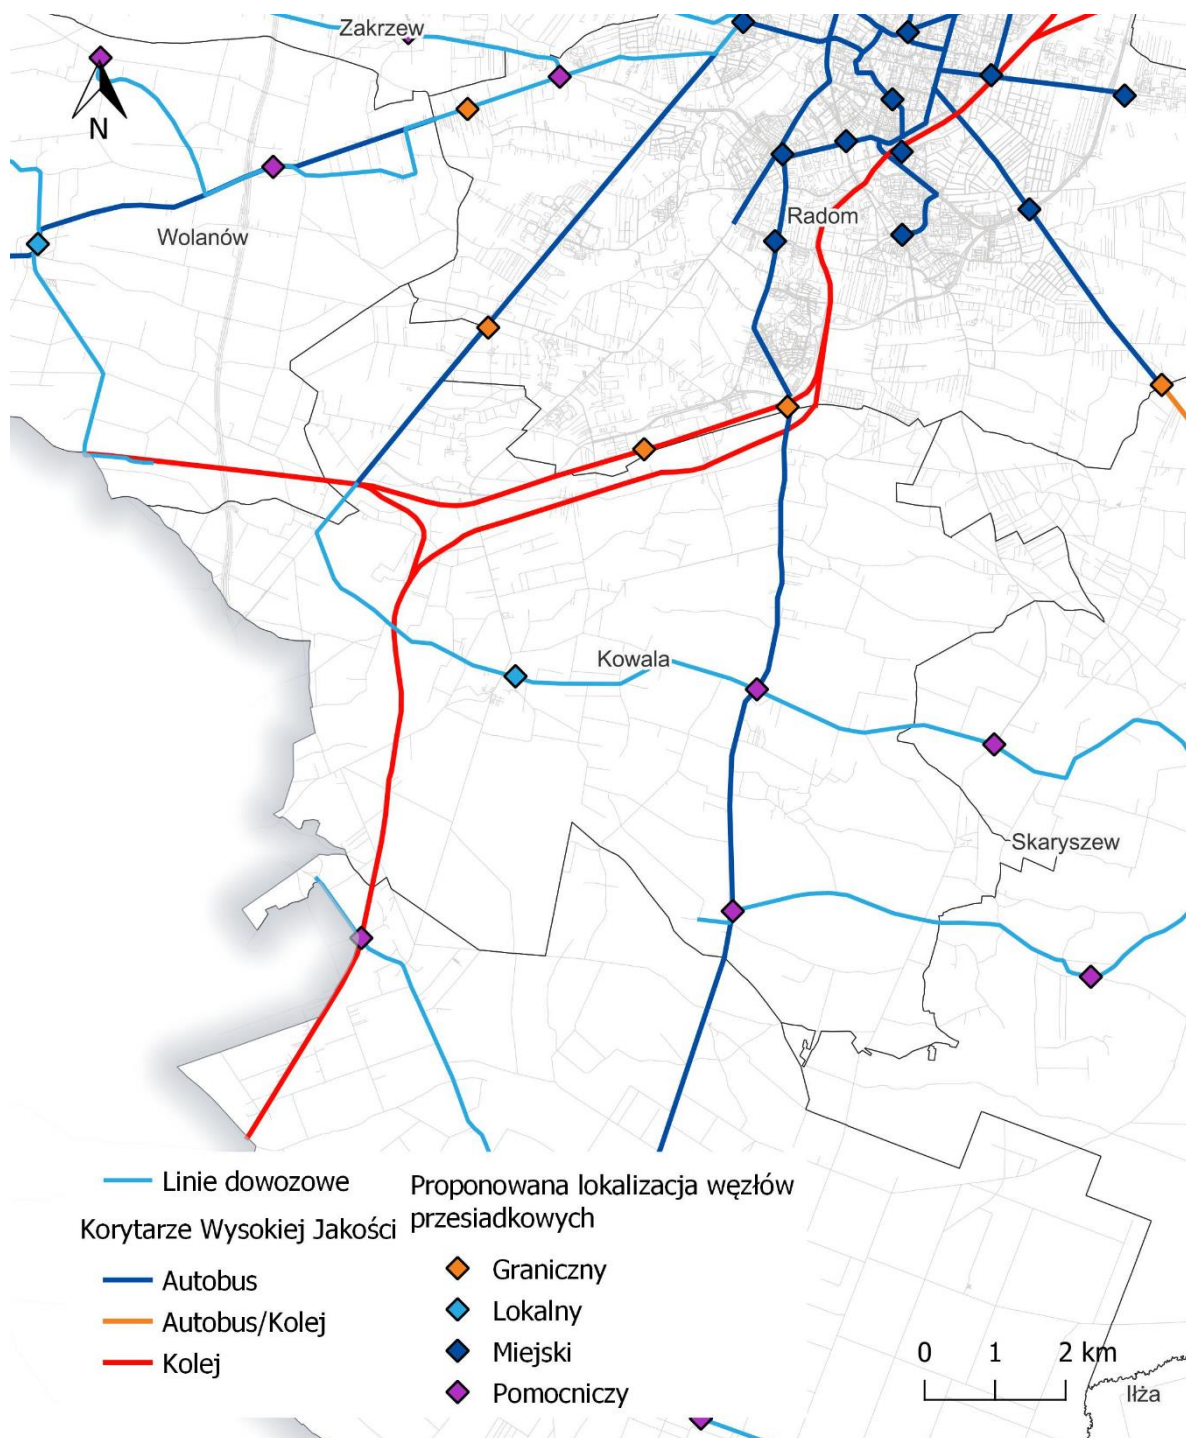 Zakrzew
N
Wolanów
Radom
Kowala
Skaryszew
Linie dowozowe
Korytarze Wysokiej Jakości
Autobus
Autobus/Kolej
Kolej
Proponowana lokalizacja węzłów
przesiadkowych
Graniczny
Lokalny
Miejski
Pomocniczy
0 1 2 km
Iłża